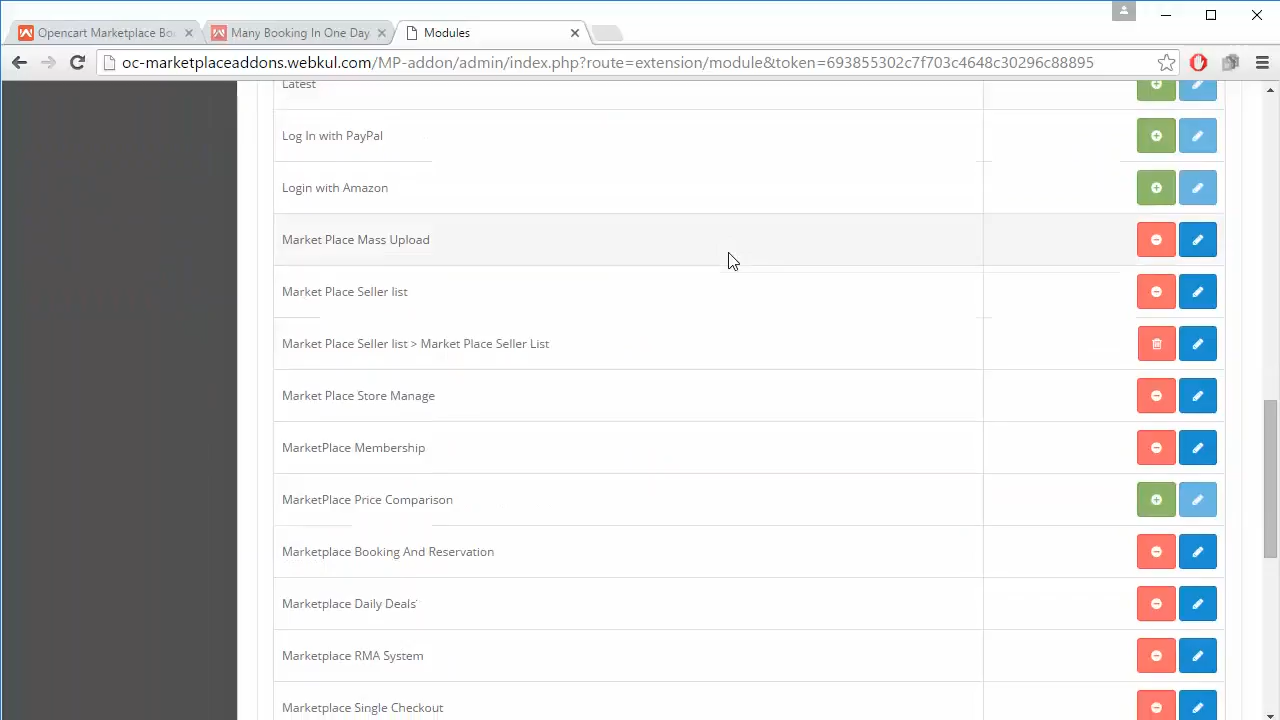 Opencart Marketplace Bo
Many Booking In One Day
Modules
oc-marketplaceaddons.webkul.com/MP-addon/admin/index.php?route=extension/module&token=693855302c7f703c4648c30296c88895
Latest
Log In with PayPal
Login with Amazon
Market Place Mass Upload
Market Place Seller list
Market Place Seller list > Market Place Seller List
Market Place Store Manage
MarketPlace Membership
MarketPlace Price Comparison
Marketplace Booking And Reservation
Marketplace Daily Deals'
Marketplace RMA System
Marketplace Single Checkout